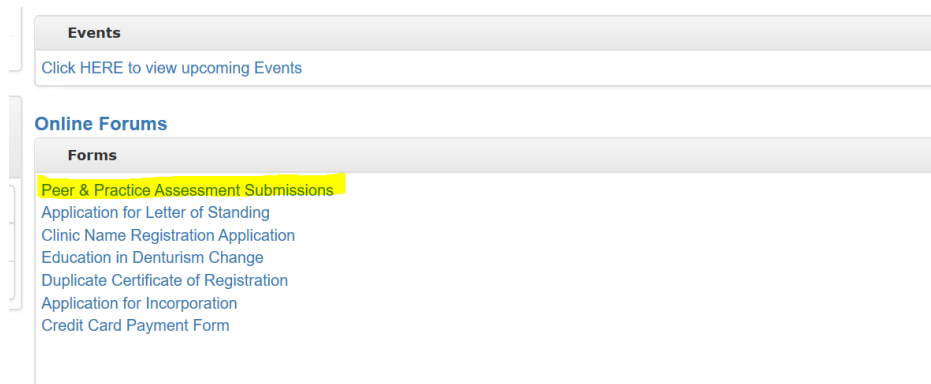 Events
Click HERE to view upcoming Events
Online Forums
Forms
Peer & Practice Assessment Submissions
Application for Letter of Standing
Clinic Name Registration Application
Education in Denturism Change
Duplicate Certificate of Registration
Application for Incorporation
Credit Card Payment Form